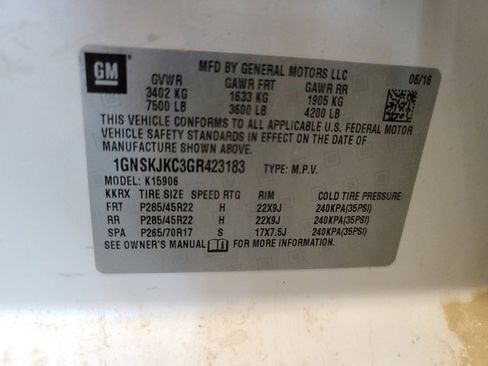 GM
MFD BY GENERAL MOTORS LLC
06/16
GVWR GAWR FRT GAWR RR
3402 KG 1633 KG 1905 KG
7500 LB 3600 LB 4200 LB
THIS VEHICLE CONFORMS TO ALL APPLICABLE U.S. FEDERAL MOTOR
VEHICLE SAFETY STANDARDS IN EFFECT ON THE DATE OF
MANUFACTURE SHOWN ABOVE.
1GNSKJKC3GR423183 TYPE: M.P.V.
MODEL: K15906
KKRX TIRE SIZE SPEED RTG RIM COLD TIRE PRESSURE
FRT P285/45R22 H 22X9J 240KPA(35PSI)
RR P285/45R22 H 22X9J 240KPA(35PSI)
SPA P265/70R17 S 17X7.5J 240KPA(35PSI)
SEE OWNER'S MANUAL